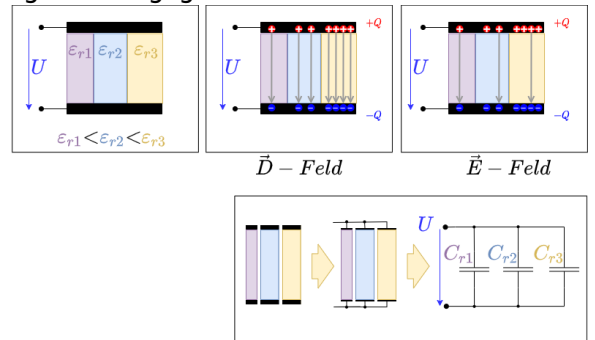 U
εr1 εr2 εr3
εr1<εr2<εr3
U
+Q
-Q
D⃗ – Feld
U
+Q
-Q
E⃗ – Feld
U
Cr1 Cr2 Cr3